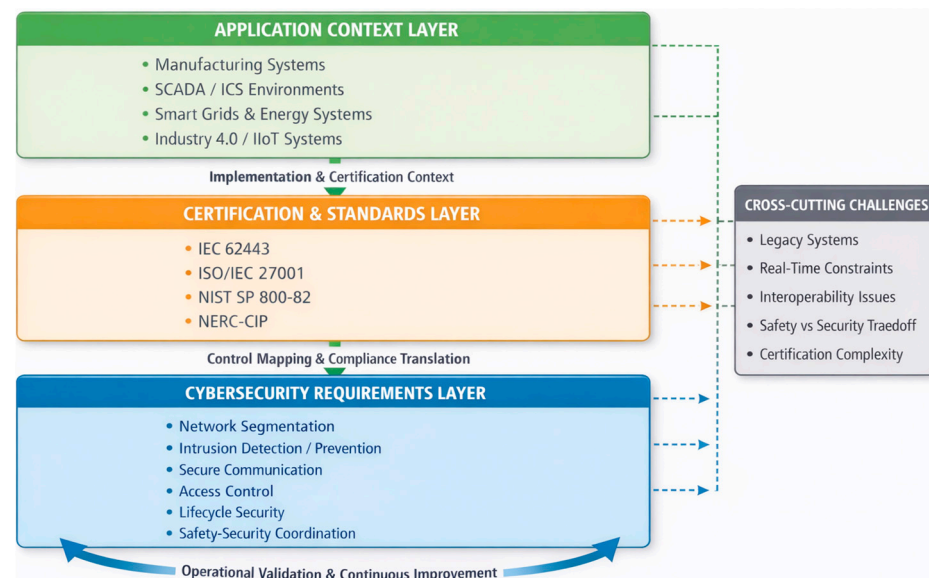 APPLICATION CONTEXT LAYER
• Manufacturing Systems
• SCADA / ICS Environments
• Smart Grids & Energy Systems
• Industry 4.0 / IIoT Systems
Implementation & Certification Context
CERTIFICATION & STANDARDS LAYER
• IEC 62443
• ISO/IEC 27001
• NIST SP 800-82
• NERC-CIP
Control Mapping & Compliance Translation
CYBERSECURITY REQUIREMENTS LAYER
• Network Segmentation
• Intrusion Detection / Prevention
• Secure Communication
• Access Control
• Lifecycle Security
• Safety-Security Coordination
Operational Validation & Continuous Improvement
CROSS-CUTTING CHALLENGES
• Legacy Systems
• Real-Time Constraints
• Interoperability Issues
• Safety vs Security Traedoff
• Certification Complexity